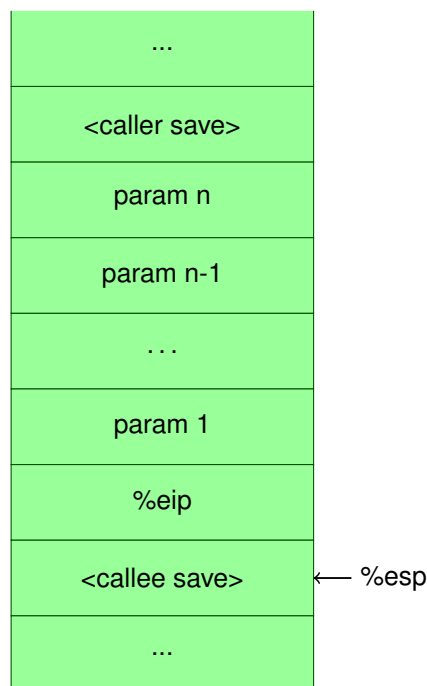 ...
<caller save>
param n
param n-1
...
param 1
%eip
<callee save> %esp
...